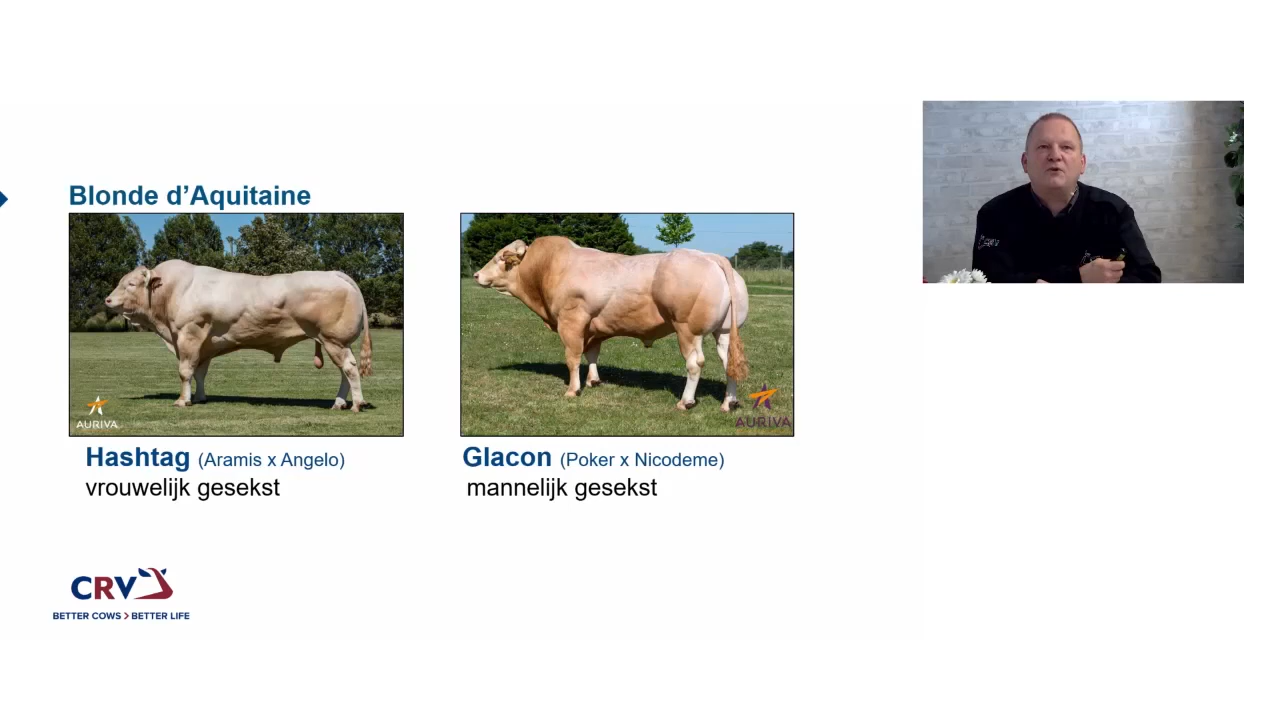 Blonde d’Aquitaine
AURIVA
AURIVA
Hashtag (Aramis x Angelo)
vrouwelijk gesekst
Glacon (Poker x Nicodeme)
mannelijk gesekst
CRV
BETTER COWS > BETTER LIFE